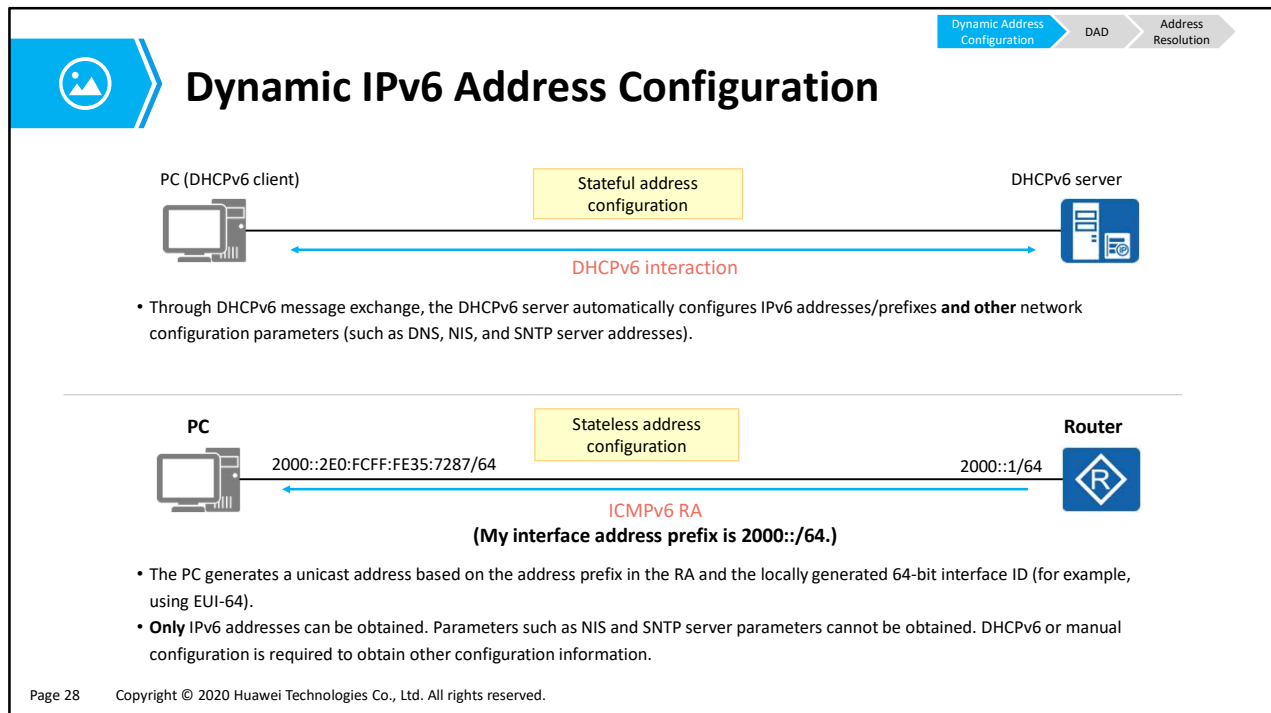 Dynamic Address
Configuration
DAD
Address
Resolution
Dynamic IPv6 Address Configuration
PC (DHCPv6 client)
Stateful address
configuration
DHCPv6 server
IP
DHCPv6 interaction
• Through DHCPv6 message exchange, the DHCPv6 server automatically configures IPv6 addresses/prefixes and other network
configuration parameters (such as DNS, NIS, and SNTP server addresses).
PC
Stateless address
configuration
Router
2000::2E0:FCFF:FE35:7287/64
2000::1/64
R
ICMPv6 RA
(My interface address prefix is 2000::/64.)
• The PC generates a unicast address based on the address prefix in the RA and the locally generated 64-bit interface ID (for example,
using EUI-64).
• Only IPv6 addresses can be obtained. Parameters such as NIS and SNTP server parameters cannot be obtained. DHCPv6 or manual
configuration is required to obtain other configuration information.
Page 28 Copyright © 2020 Huawei Technologies Co., Ltd. All rights reserved.